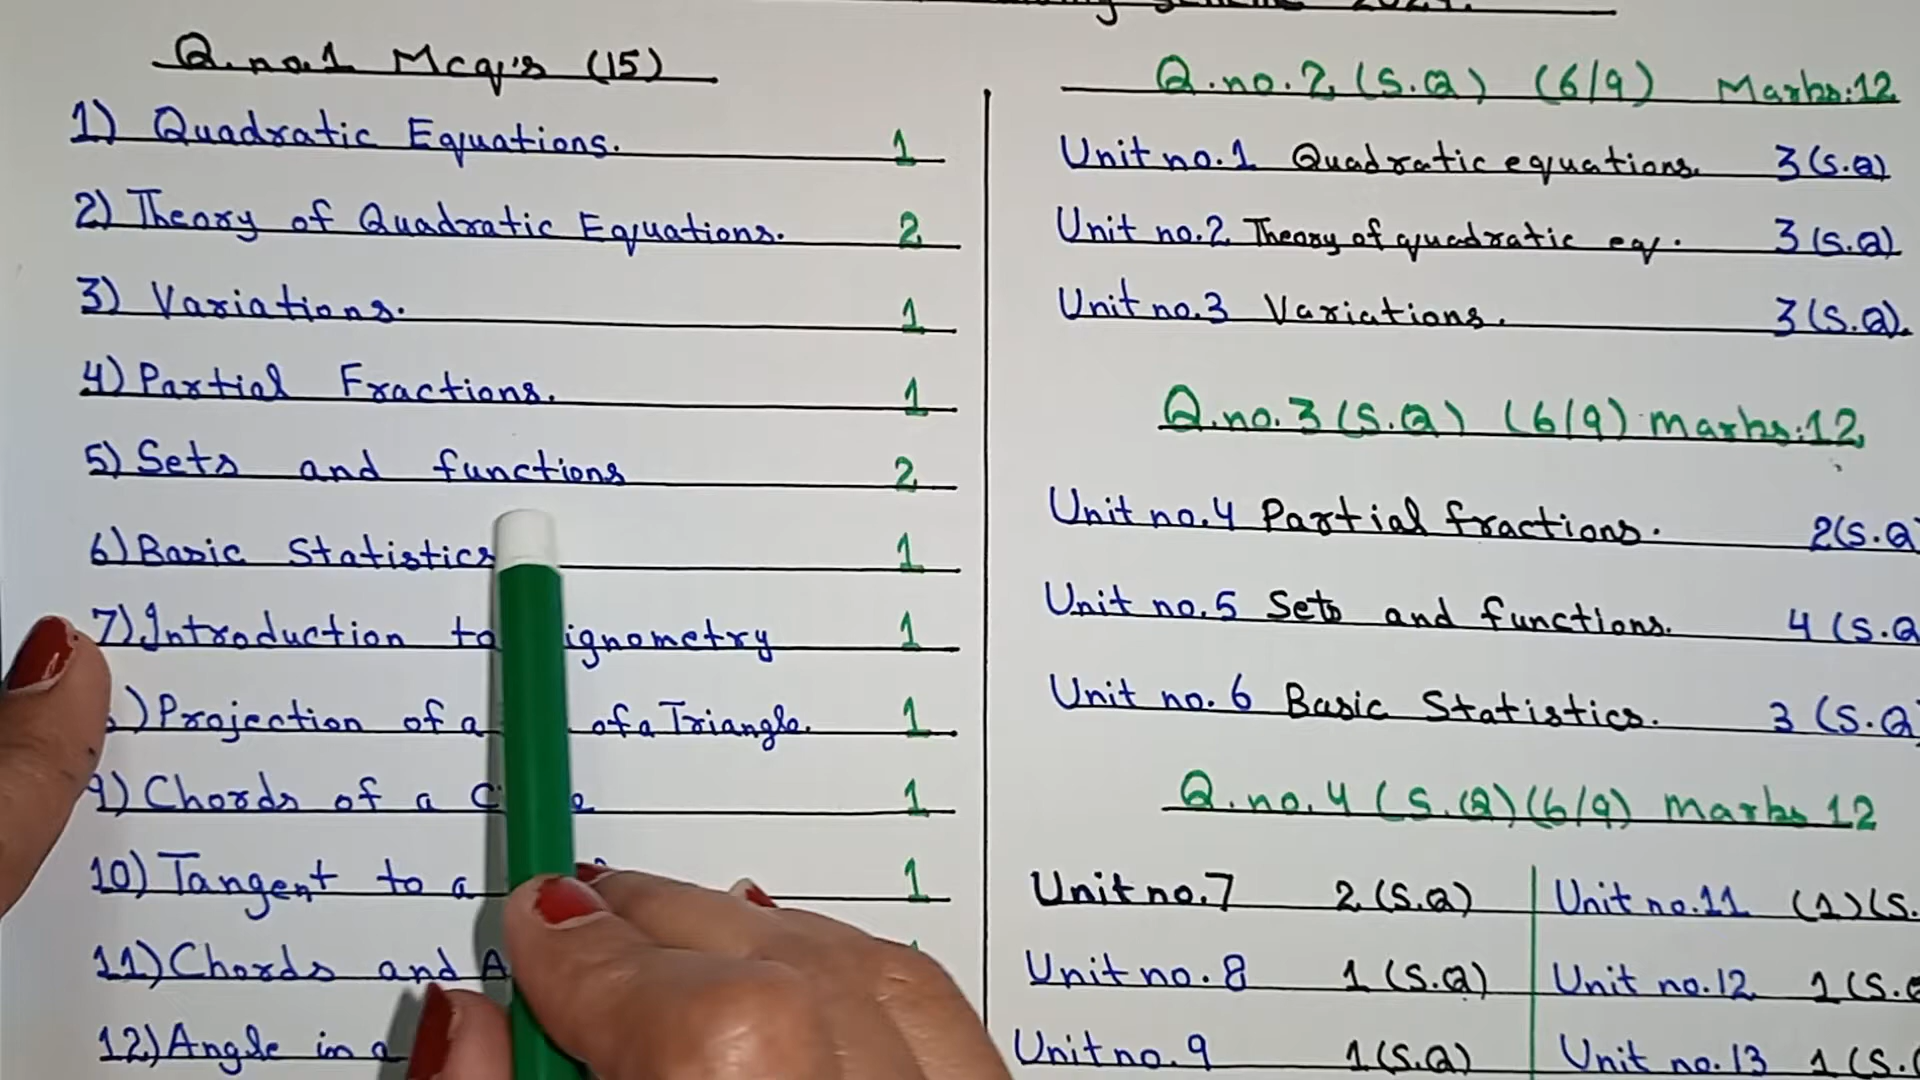 2024.
Q.no.1 Mcq's (15)
1) Quadratic Equations. 1
2) Theory of Quadratic Equations. 2
3) Variations. 1
4) Partial Fractions. 1
5) Sets and functions 2
6) Basic Statistics 1
7) Introduction to ignometry 1
) Projection of a of a Triangle. 1
9) Chords of a 1
10) Tangent to a 1
11) Chords and A
12) Angle in a
Q.no.2 (S.Q) (6/9) Marks:12
Unit no.1 Quadratic equations. 3(S.Q)
Unit no.2 Theory of quadratic eq. 3(S.Q)
Unit no.3 Variations. 3(S.Q).
Q.no.3 (S.Q) (6/9) Marks:12
Unit no.4 Partial fractions. 2(S.Q
Unit no.5 Sets and functions. 4(S.Q
Unit no.6 Basic Statistics. 3(S.Q)
Q.no.4 (S.Q)(6/9) Marks 12
Unit no.7 2(S.Q)
Unit no.8 1(S.Q)
Unit no.9 1(S.Q)
Unit no.11 (1)(S.
Unit no.12 1(S.
Unit no.13 1(S.